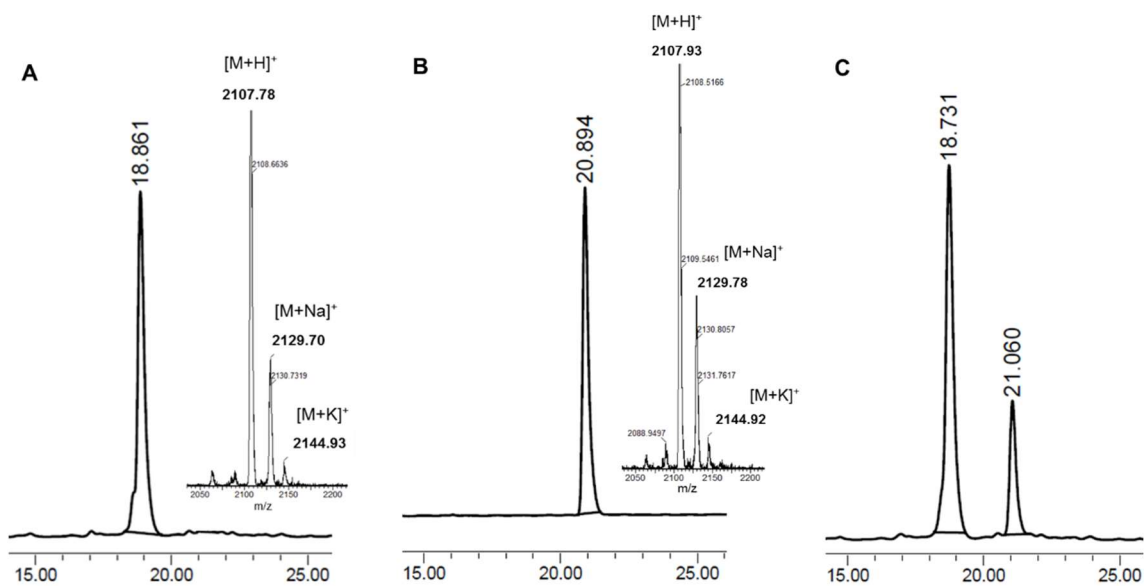 A
[M+H]⁺
2107.78
2108.6636
18.861
[M+Na]⁺
2129.70
2130.7319
[M+K]⁺
2144.93
2050 2100 2150 2200
m/z
15.00 20.00 25.00
B
[M+H]⁺
2107.93
2108.5166
20.894
2109.5461
[M+Na]⁺
2129.78
2130.8057
2131.7617
[M+K]⁺
2144.92
2088.9497
2050 2100 2150 2200
m/z
15.00 20.00 25.00
C
18.731
21.060
15.00 20.00 25.00